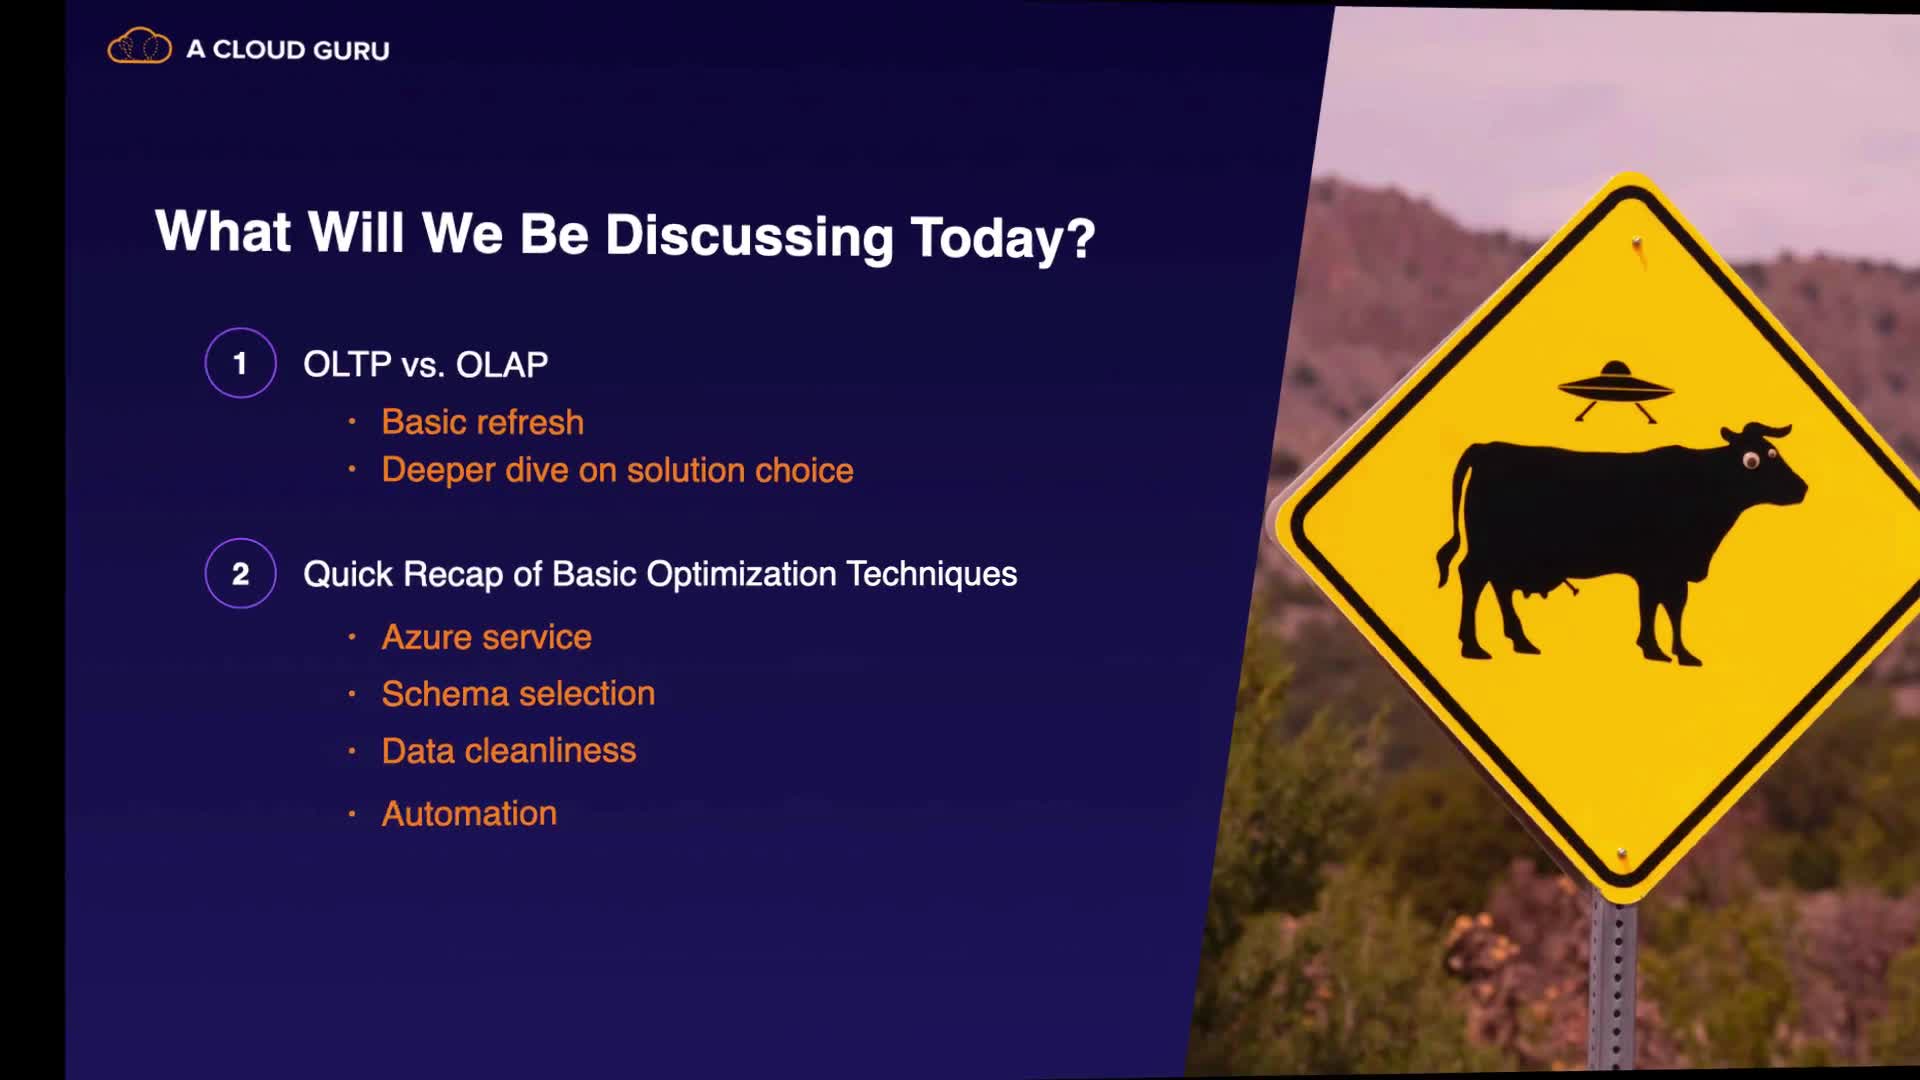 A CLOUD GURU
What Will We Be Discussing Today?
1 OLTP vs. OLAP
• Basic refresh
• Deeper dive on solution choice
2 Quick Recap of Basic Optimization Techniques
• Azure service
• Schema selection
• Data cleanliness
• Automation